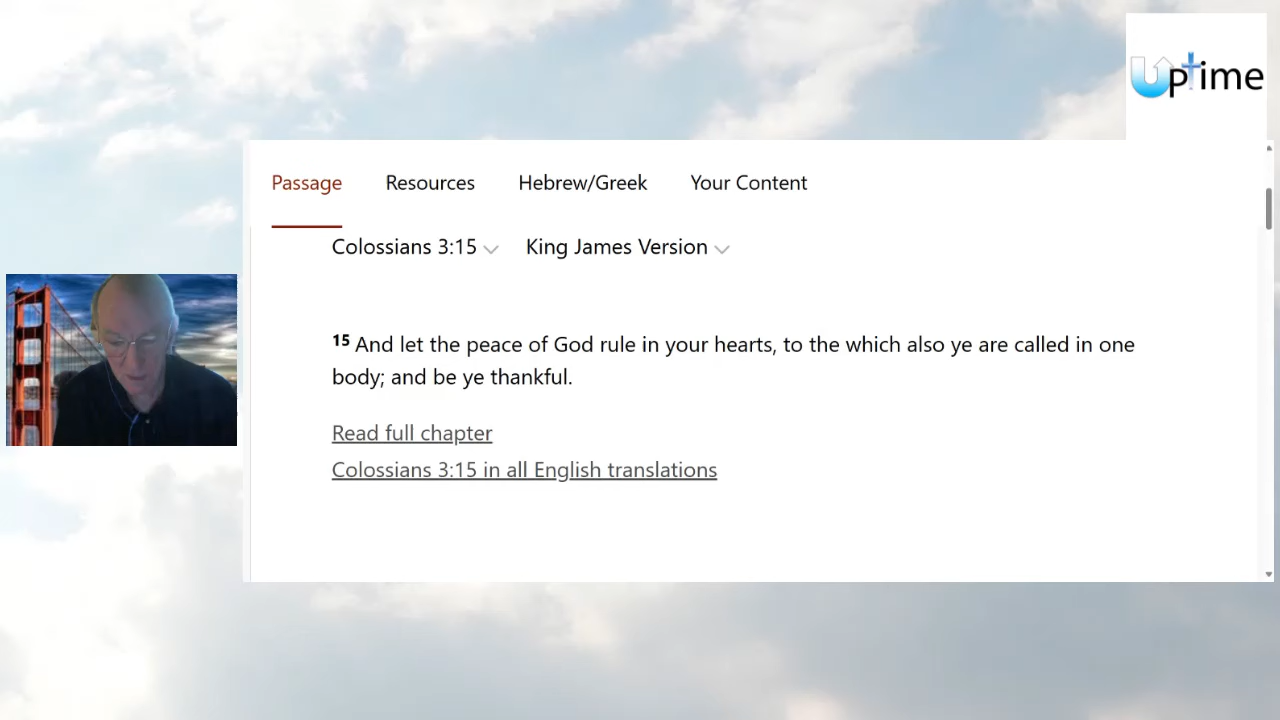 Uptime
Passage Resources Hebrew/Greek Your Content
Colossians 3:15 King James Version
15 And let the peace of God rule in your hearts, to the which also ye are called in one
body; and be ye thankful.
Read full chapter
Colossians 3:15 in all English translations